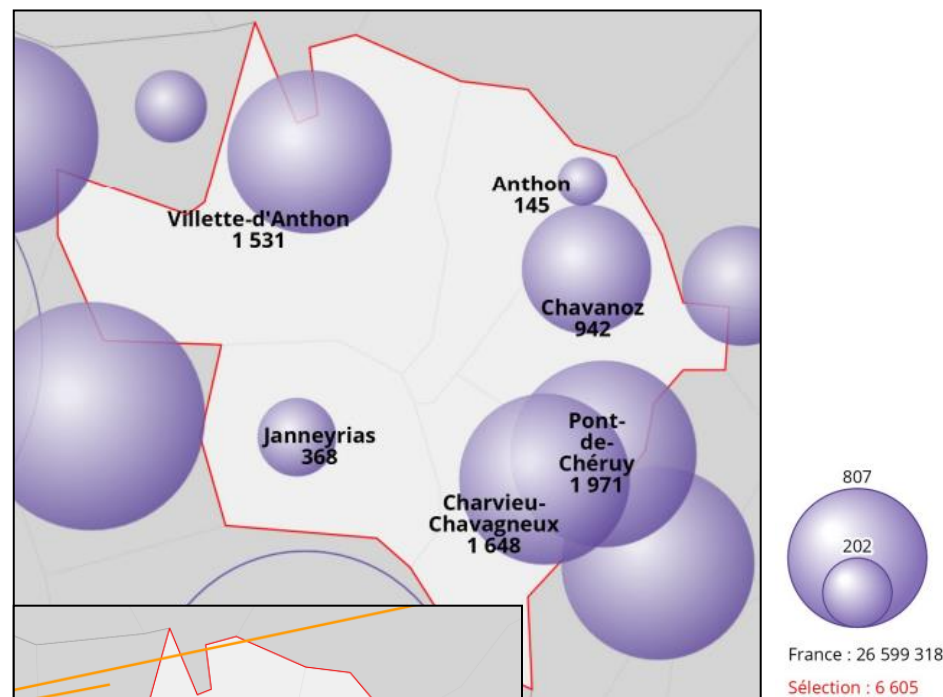 Villette-d'Anthon
1 531
Anthon
145
Chavanoz
942
Janneyrias
368
Pont-
de-
Chéruy
1 971
Charvieu-
Chavagneux
1 648
807
202
France : 26 599 318
Sélection : 6 605